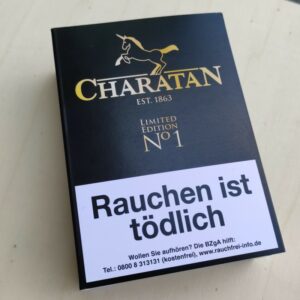 CHARATAN
EST. 1863
LIMITED
EDITION
Nº1
Rauchen ist
tödlich
Wollen Sie aufhören? Die BZgA hilft:
Tel.: 0800 8 313131 (kostenfrei), www.rauchfrei-info.de